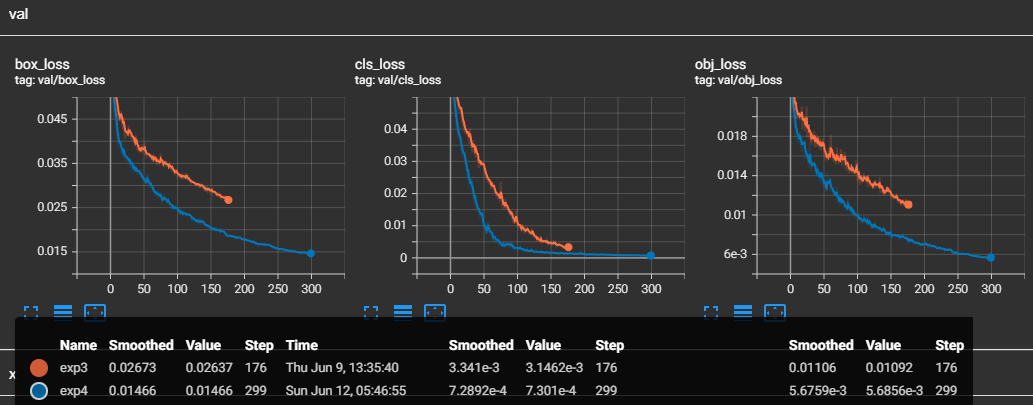 val
box_loss cls_loss obj_loss
tag: val/box_loss tag: val/cls_loss tag: val/obj_loss
0.045
0.035
0.025
0.015
0 50 100 150 200 250 300
0.04
0.03
0.02
0.01
0
0 50 100 150 200 250 300
0.018
0.014
0.01
6e-3
0 50 100 150 200 250 300
Name Smoothed Value Step Time Smoothed Value Step Smoothed Value Step
exp3 0.02673 0.02637 176 Thu Jun 9, 13:35:40 3.341e-3 3.1462e-3 176 0.01106 0.01092 176
x
exp4 0.01466 0.01466 299 Sun Jun 12, 05:46:55 7.2892e-4 7.301e-4 299 5.6759e-3 5.6856e-3 299